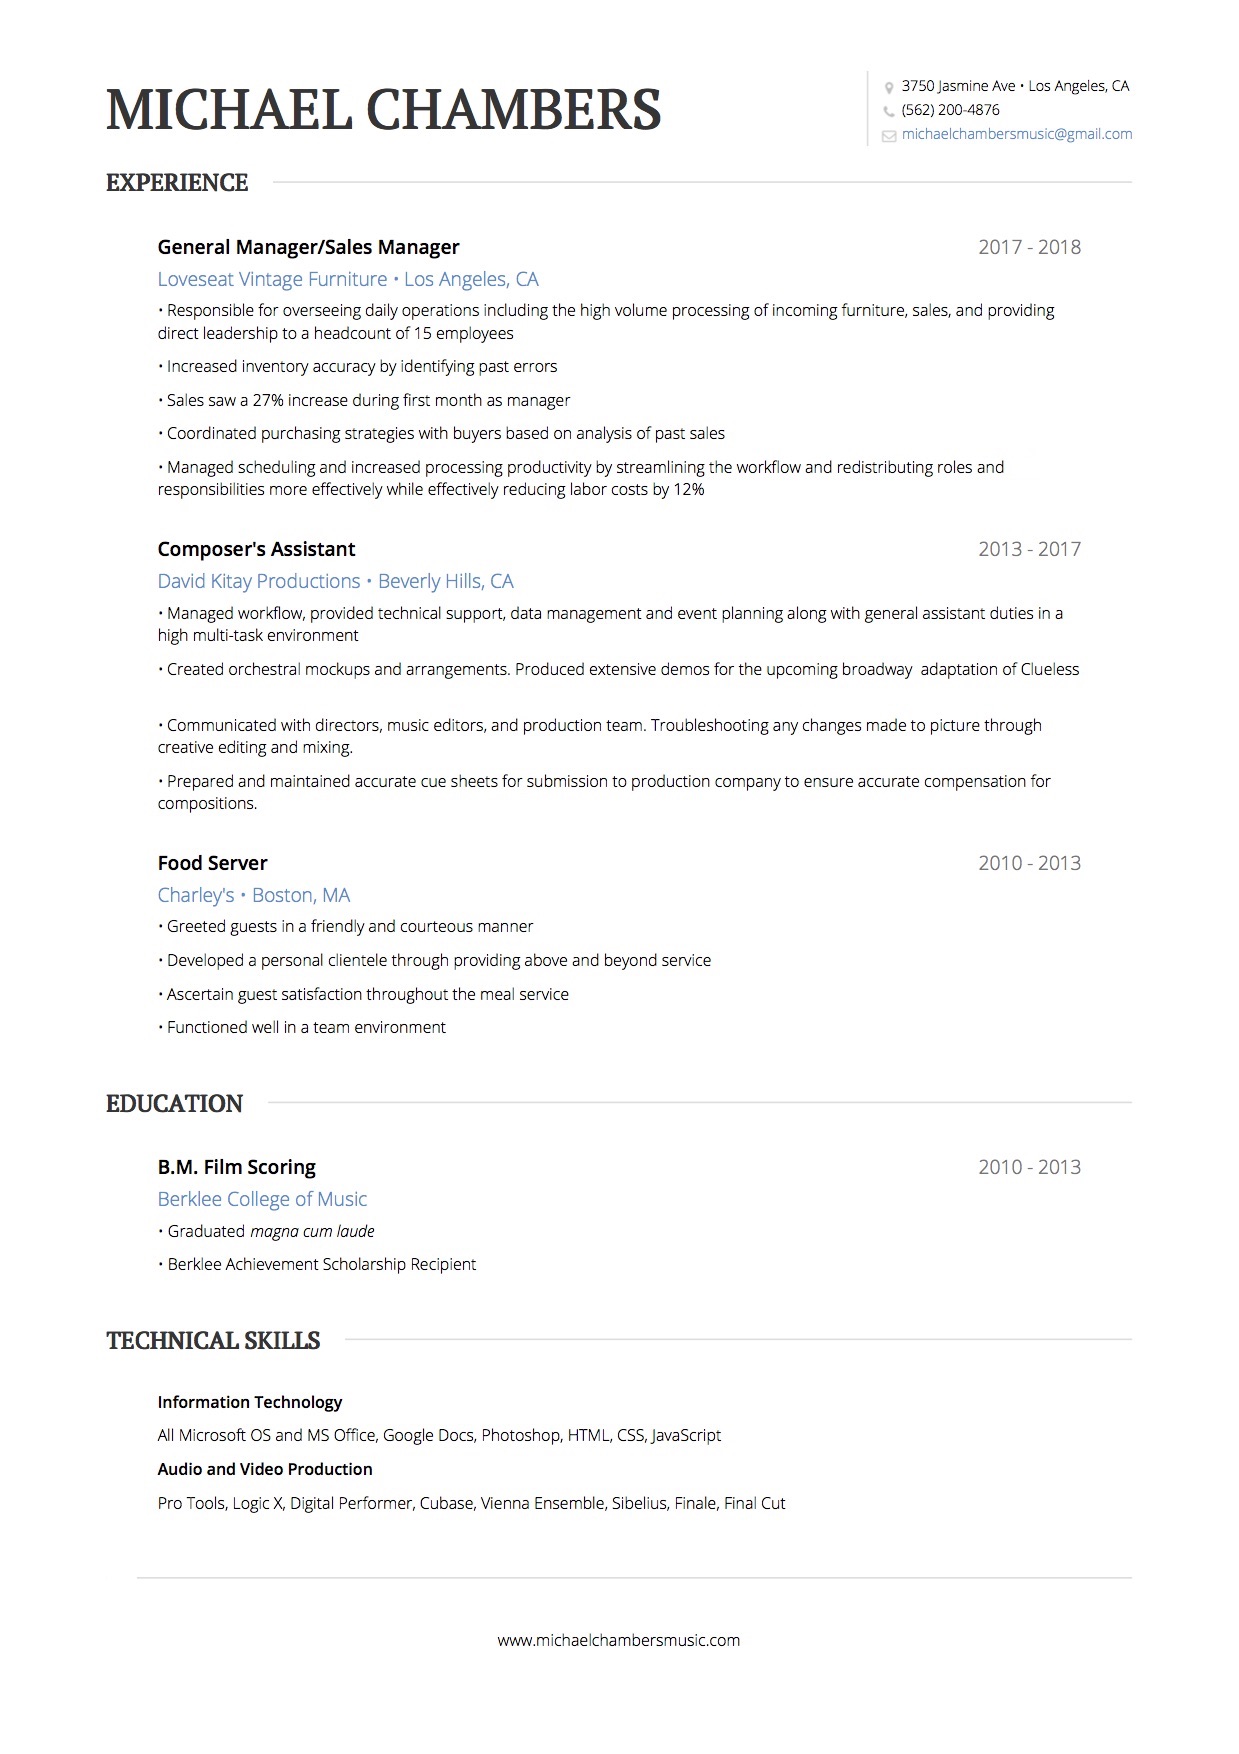 MICHAEL CHAMBERS
3750 Jasmine Ave • Los Angeles, CA
(562) 200-4876
michaelchambersmusic@gmail.com
EXPERIENCE
General Manager/Sales Manager 2017 - 2018
Loveseat Vintage Furniture • Los Angeles, CA
• Responsible for overseeing daily operations including the high volume processing of incoming furniture, sales, and providing
direct leadership to a headcount of 15 employees
• Increased inventory accuracy by identifying past errors
• Sales saw a 27% increase during first month as manager
• Coordinated purchasing strategies with buyers based on analysis of past sales
• Managed scheduling and increased processing productivity by streamlining the workflow and redistributing roles and
responsibilities more effectively while effectively reducing labor costs by 12%
Composer's Assistant 2013 - 2017
David Kitay Productions • Beverly Hills, CA
• Managed workflow, provided technical support, data management and event planning along with general assistant duties in a
high multi-task environment
• Created orchestral mockups and arrangements. Produced extensive demos for the upcoming broadway  adaptation of Clueless
• Communicated with directors, music editors, and production team. Troubleshooting any changes made to picture through
creative editing and mixing.
• Prepared and maintained accurate cue sheets for submission to production company to ensure accurate compensation for
compositions.
Food Server 2010 - 2013
Charley's • Boston, MA
• Greeted guests in a friendly and courteous manner
• Developed a personal clientele through providing above and beyond service
• Ascertain guest satisfaction throughout the meal service
• Functioned well in a team environment
EDUCATION
B.M. Film Scoring 2010 - 2013
Berklee College of Music
• Graduated magna cum laude
• Berklee Achievement Scholarship Recipient
TECHNICAL SKILLS
Information Technology
All Microsoft OS and MS Office, Google Docs, Photoshop, HTML, CSS, JavaScript
Audio and Video Production
Pro Tools, Logic X, Digital Performer, Cubase, Vienna Ensemble, Sibelius, Finale, Final Cut
www.michaelchambersmusic.com